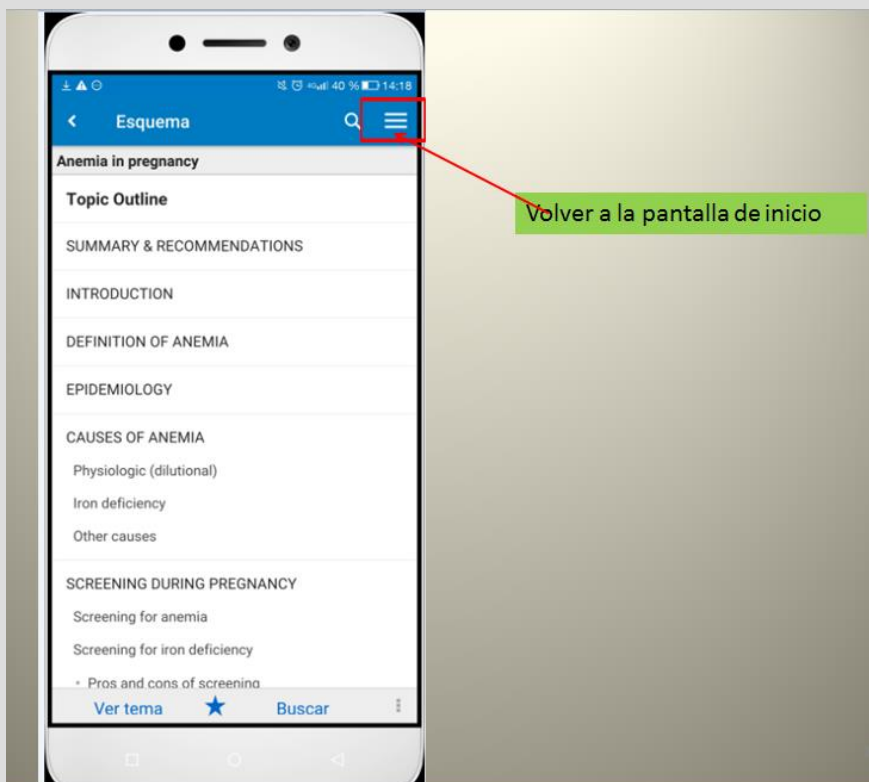 40 % 14:18
Esquema
Anemia in pregnancy
Topic Outline
SUMMARY & RECOMMENDATIONS
INTRODUCTION
DEFINITION OF ANEMIA
EPIDEMIOLOGY
CAUSES OF ANEMIA
Physiologic (dilutional)
Iron deficiency
Other causes
SCREENING DURING PREGNANCY
Screening for anemia
Screening for iron deficiency
Pros and cons of screening
Ver tema Buscar
Volver a la pantalla de inicio